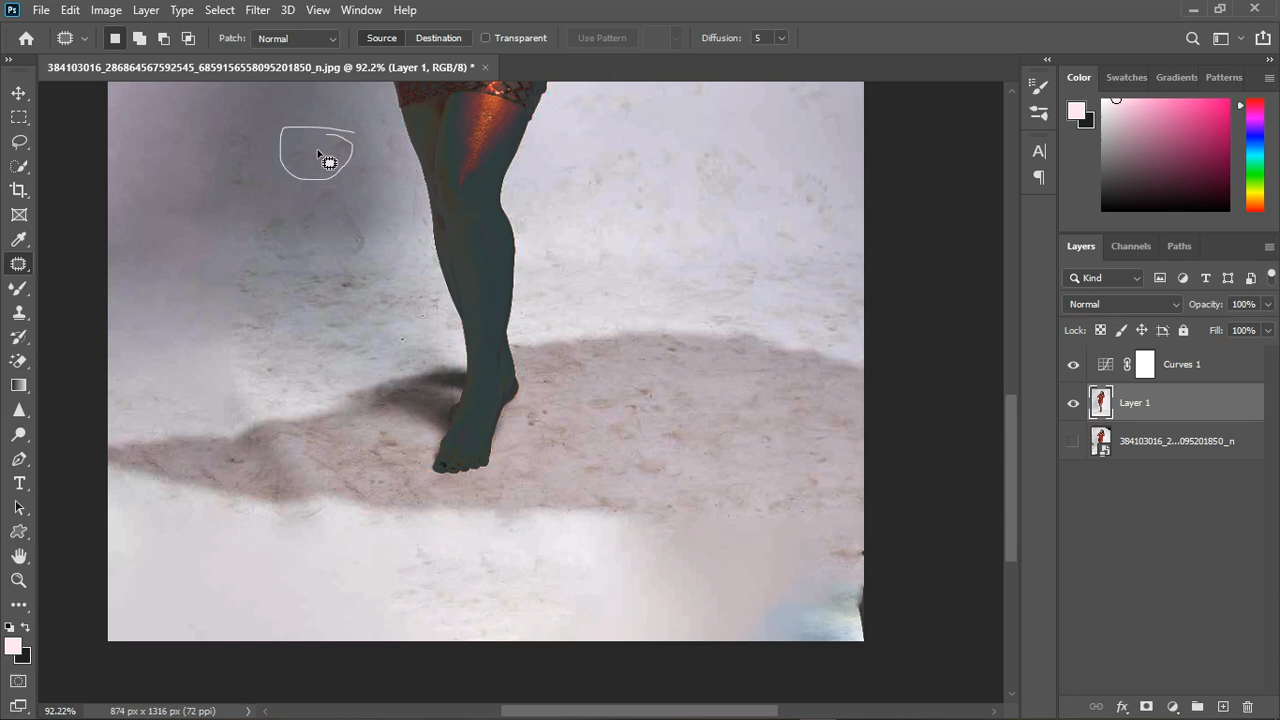 Ps File Edit Image Layer Type Select Filter 3D View Window Help
Patch: Normal Source Destination Transparent Use Pattern Diffusion: 5
384103016_286864567592545_6859156558095201850_n.jpg @ 92.2% (Layer 1, RGB/8) * ×
Color Swatches Gradients Patterns
Layers Channels Paths
Kind
Normal Opacity: 100%
Lock: Fill: 100%
Curves 1
Layer 1
384103016_2...095201850_n
92.22% 874 px x 1316 px (72 ppi)